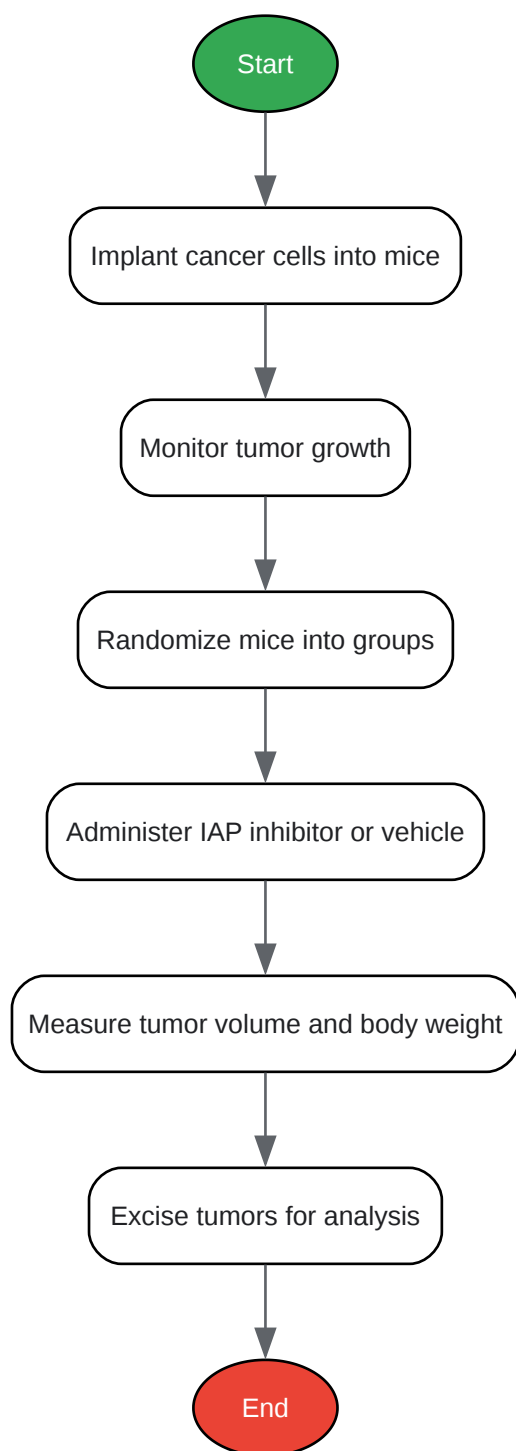 Start
Implant cancer cells into mice
Monitor tumor growth
Randomize mice into groups
Administer IAP inhibitor or vehicle
Measure tumor volume and body weight
Excise tumors for analysis
End